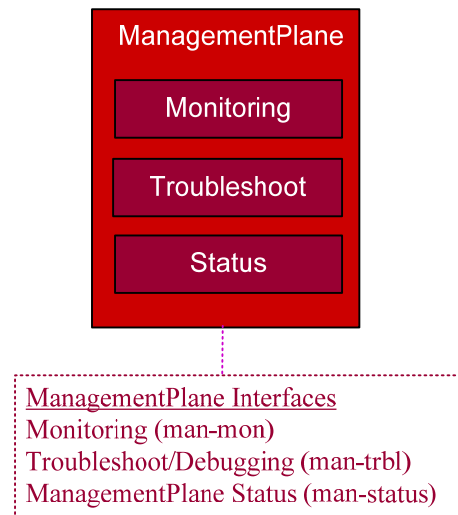 ManagementPlane
Monitoring
Troubleshoot
Status
ManagementPlane Interfaces
Monitoring (man-mon)
Troubleshoot/Debugging (man-trbl)
ManagementPlane Status (man-status)